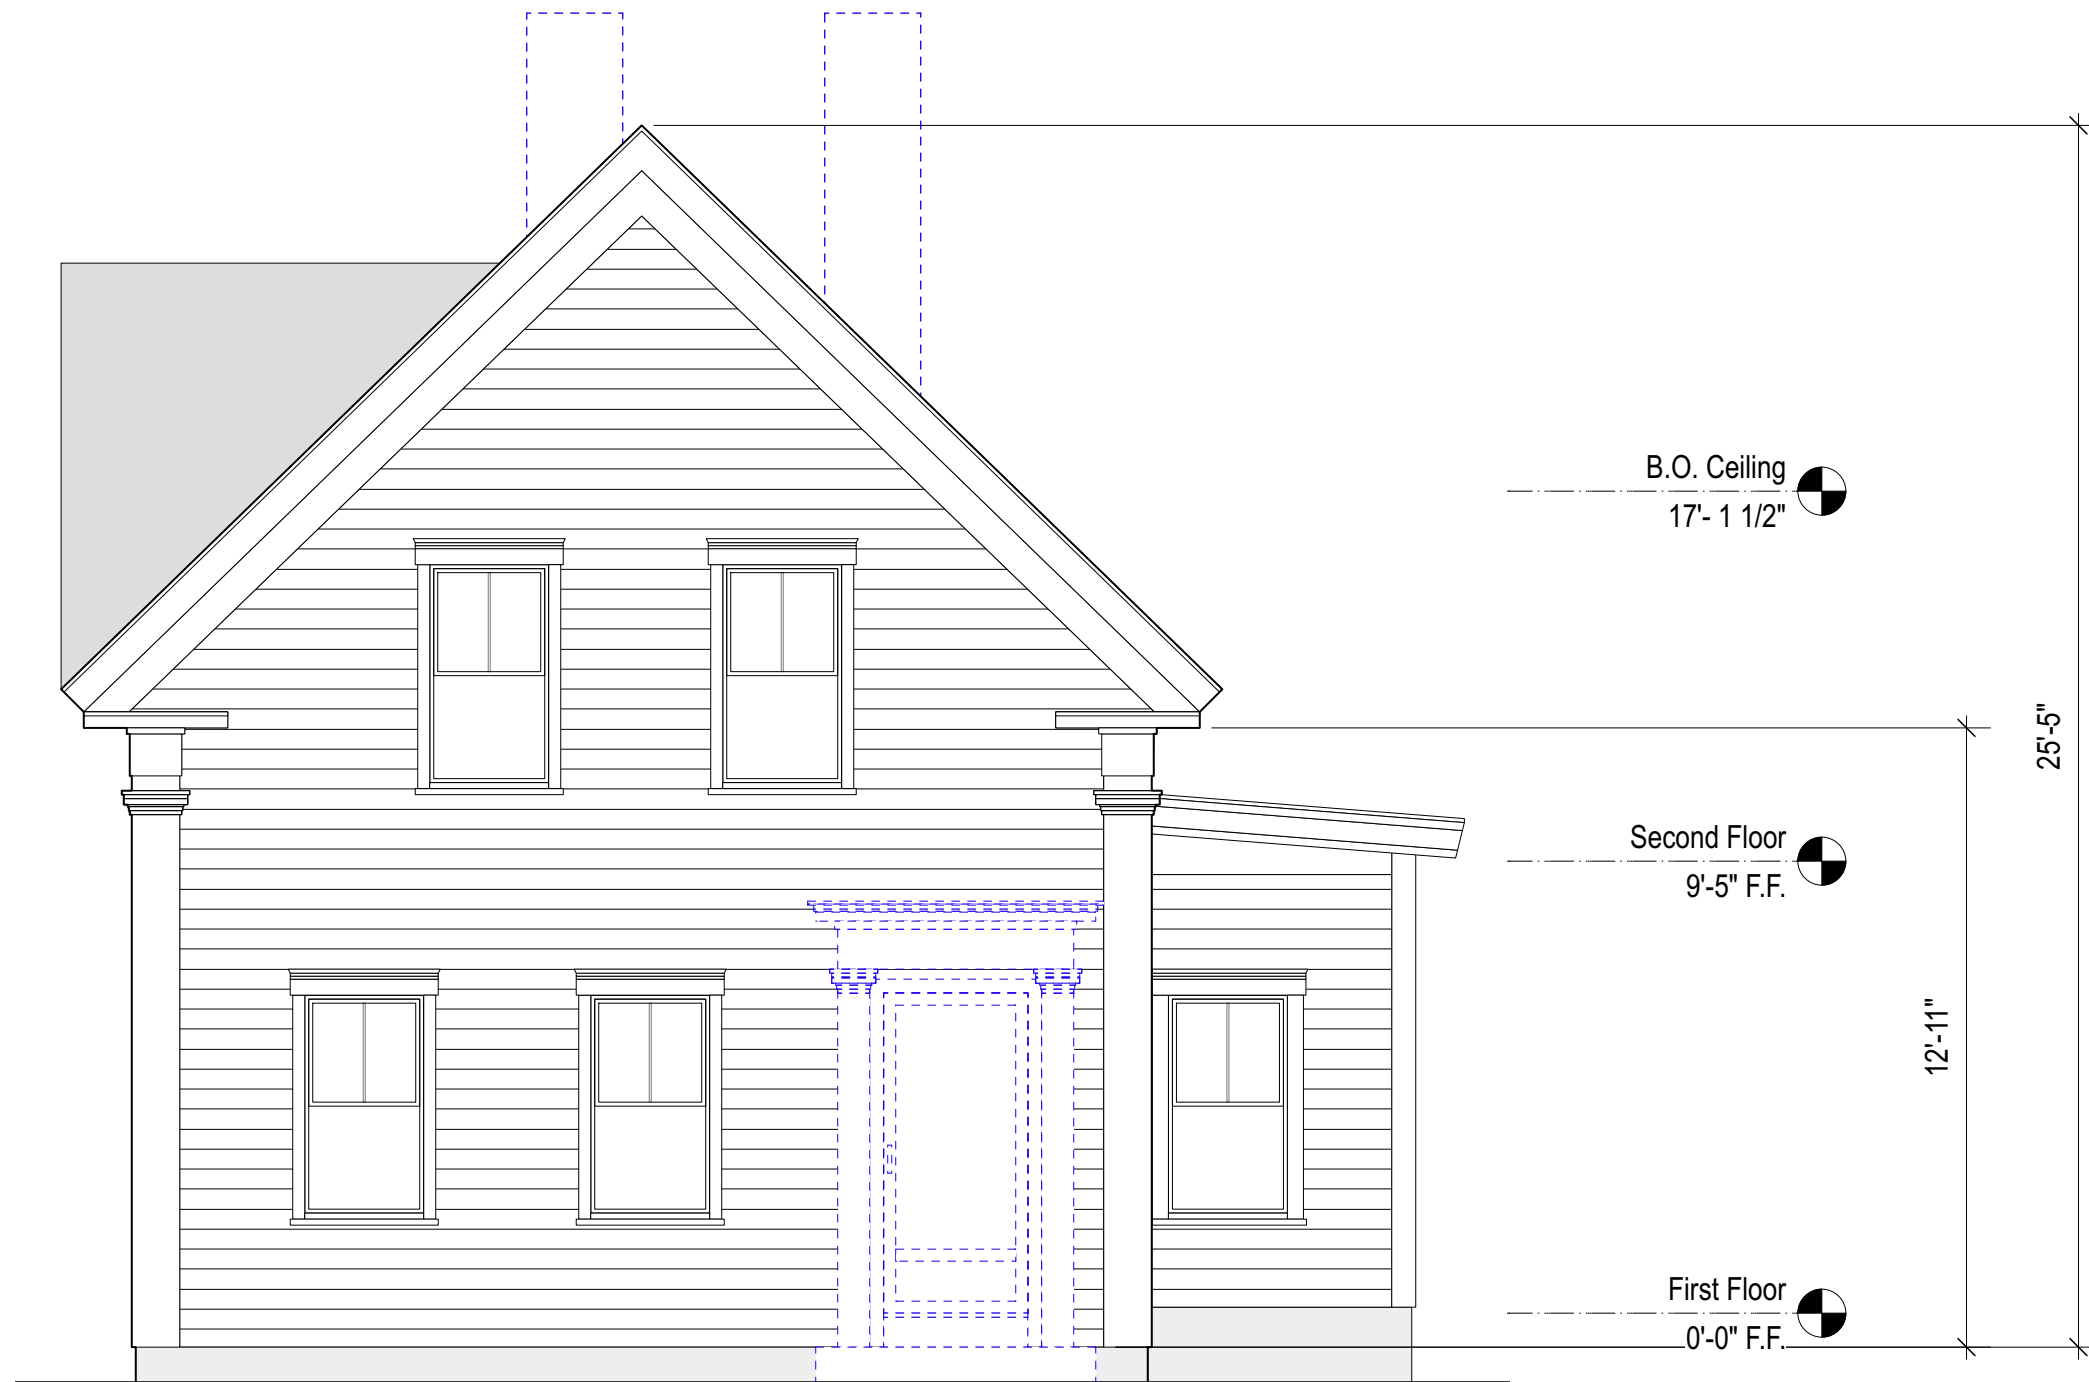 B.O. Ceiling
17'- 1 1/2"
25'-5"
Second Floor
9'-5" F.F.
12'-11"
First Floor
0'-0" F.F.